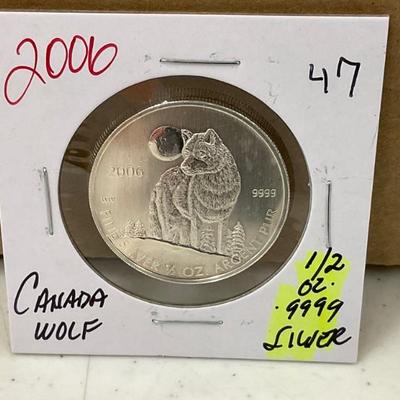 2006
47
2006
9999
FINE SILVER ½ OZ ARGENT PUR
CANADA
WOLF
1/2
OZ.
.9999
SILVER